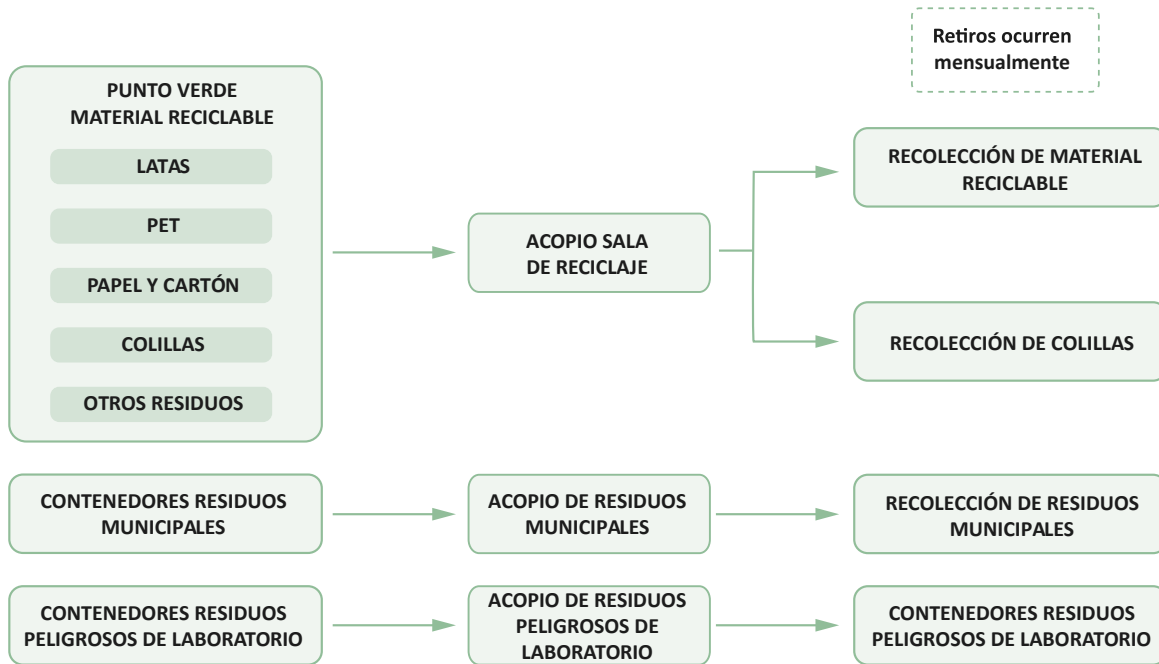 Retiros ocurren
mensualmente
PUNTO VERDE
MATERIAL RECICLABLE
LATAS
PET
PAPEL Y CARTÓN
COLILLAS
OTROS RESIDUOS
ACOPIO SALA
DE RECICLAJE
RECOLECCIÓN DE MATERIAL
RECICLABLE
RECOLECCIÓN DE COLILLAS
CONTENEDORES RESIDUOS
MUNICIPALES
ACOPIO DE RESIDUOS
MUNICIPALES
RECOLECCIÓN DE RESIDUOS
MUNICIPALES
CONTENEDORES RESIDUOS
PELIGROSOS DE LABORATORIO
ACOPIO DE RESIDUOS
PELIGROSOS DE
LABORATORIO
CONTENEDORES RESIDUOS
PELIGROSOS DE LABORATORIO